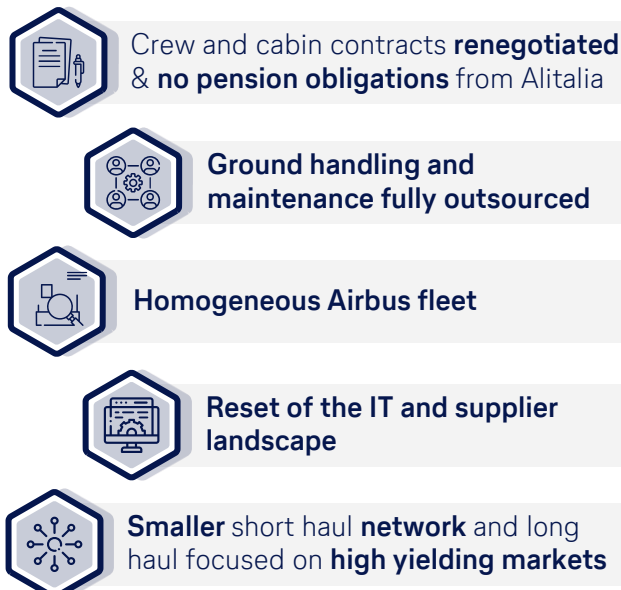 Crew and cabin contracts renegotiated
& no pension obligations from Alitalia
Ground handling and
maintenance fully outsourced
Homogeneous Airbus fleet
Reset of the IT and supplier
landscape
Smaller short haul network and long
haul focused on high yielding markets